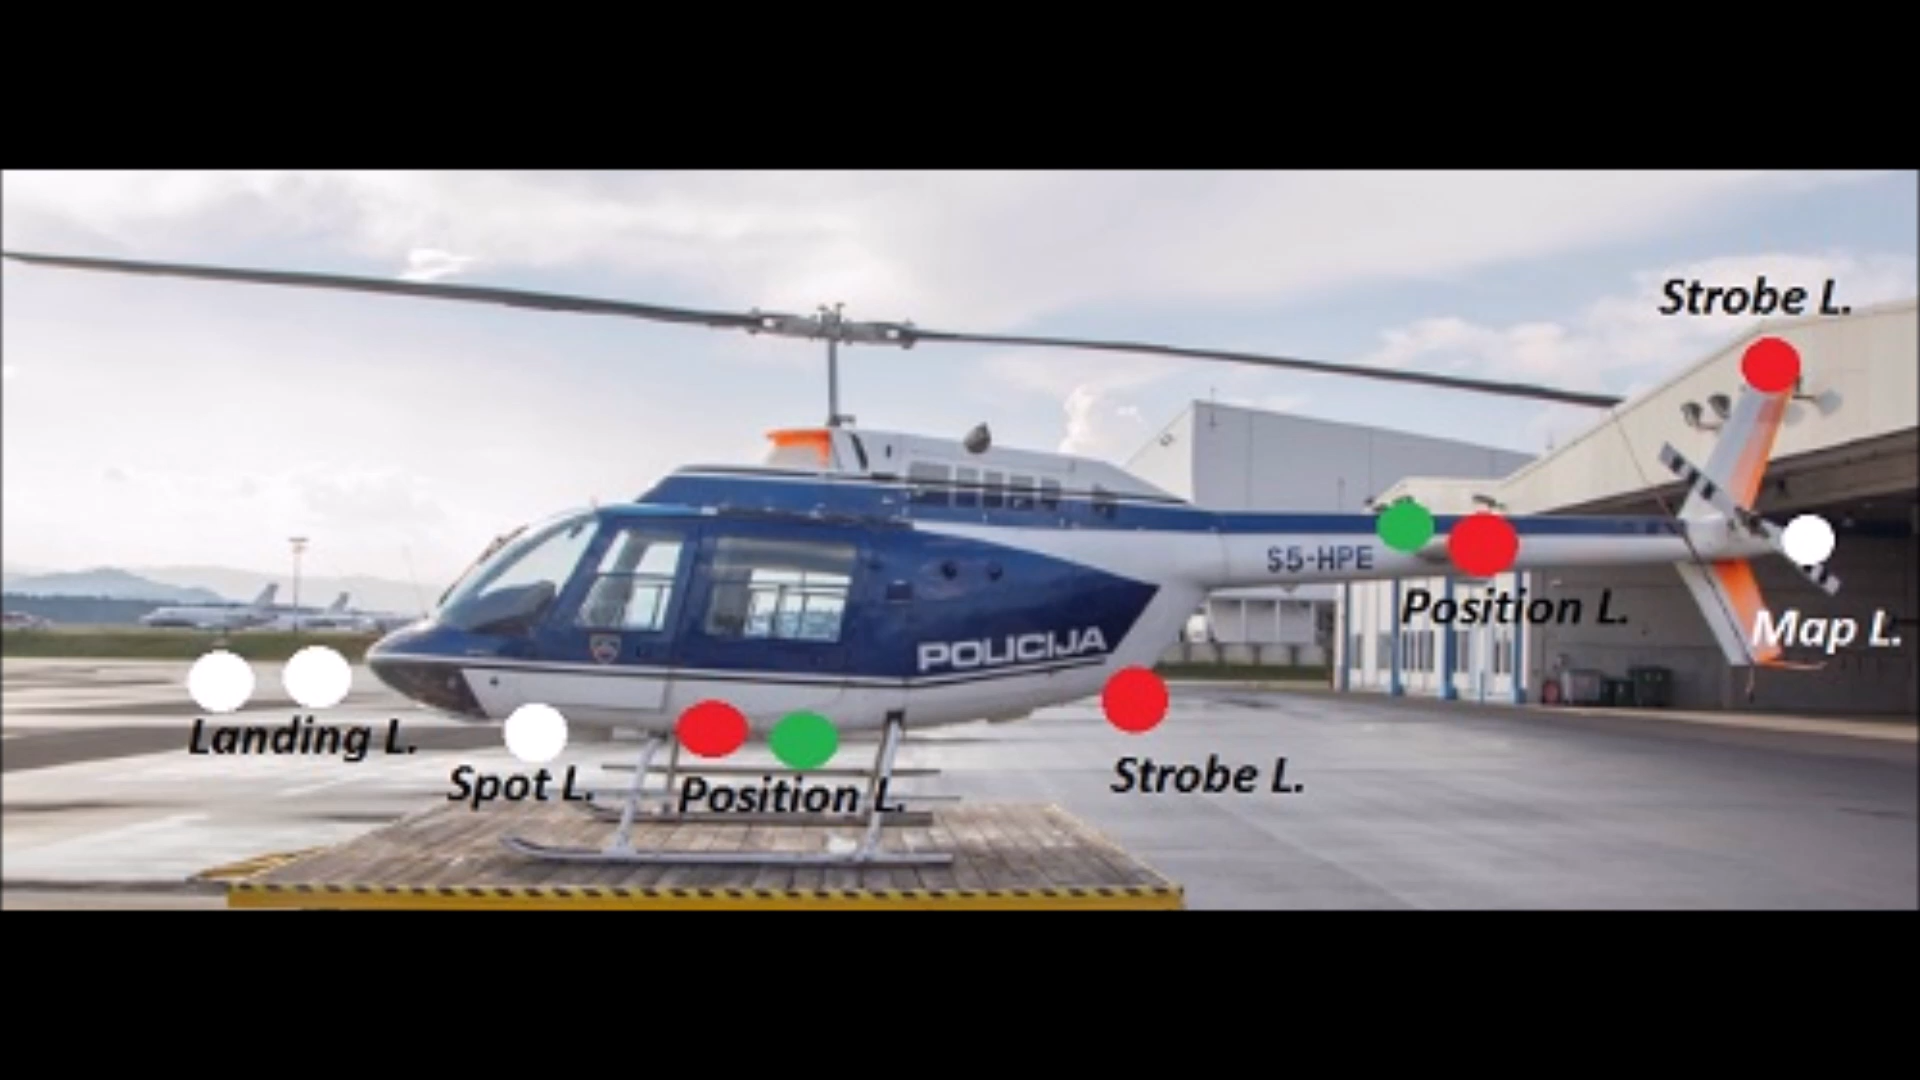 Strobe L.
S5-HPE
Position L.
Map L.
POLICIJA
Landing L.
Spot L.
Position L.
Strobe L.